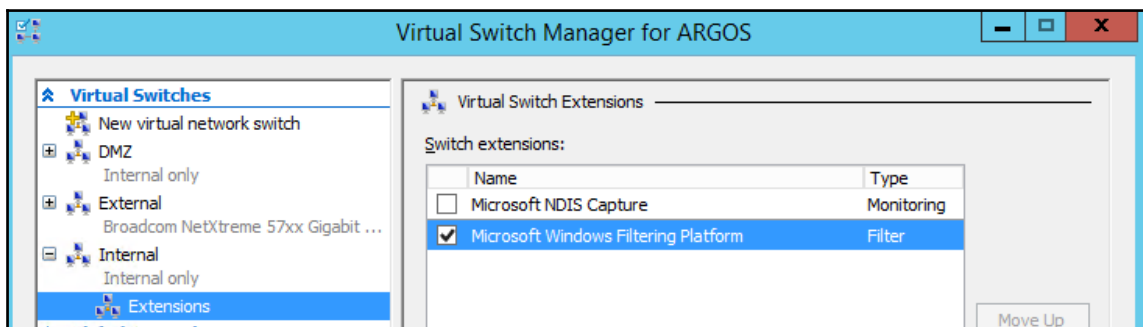 Virtual Switch Manager for ARGOS
Virtual Switches
New virtual network switch
DMZ
Internal only
External
Broadcom NetXtreme 57xx Gigabit ...
Internal
Internal only
Extensions
Virtual Switch Extensions
Switch extensions:
Name Type
Microsoft NDIS Capture Monitoring
Microsoft Windows Filtering Platform Filter
Move Up